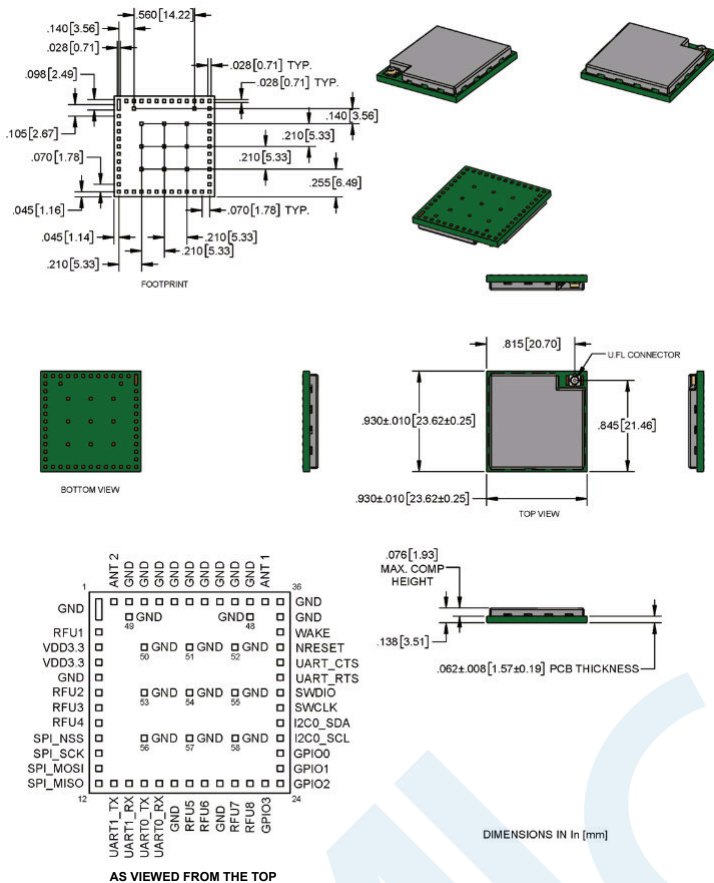 .560[14.22]
.140[3.56]
.028[0.71]
.028[0.71] TYP.
.098[2.49]
.028[0.71] TYP.
.140[3.56]
.105[2.67]
.210[5.33]
.070[1.78]
.210[5.33]
.255[6.49]
.045[1.16]
.070[1.78] TYP.
.045[1.14]
.210[5.33]
.210[5.33]
.210[5.33]
FOOTPRINT
.815[20.70]
U.FL CONNECTOR
.930±.010[23.62±0.25]
.845[21.46]
BOTTOM VIEW
.930±.010[23.62±0.25]
TOP VIEW
ANT 2
GND
GND
GND
GND
GND
GND
GND
GND
ANT 1
1
36
GND
GND
49
GND
GND
48
GND
RFU1
WAKE
VDD3.3
GND
GND
GND
NRESET
50
51
52
VDD3.3
UART_CTS
GND
UART_RTS
RFU2
GND
GND
GND
SWDIO
53
54
55
RFU3
SWCLK
RFU4
I2C0_SDA
SPI_NSS
GND
GND
GND
I2C0_SCL
56
57
58
SPI_SCK
GPIO0
SPI_MOSI
GPIO1
SPI_MISO
GPIO2
12
24
UART1_TX
UART1_RX
UART0_TX
UART0_RX
GND
RFU5
RFU6
GND
RFU7
RFU8
GPIO3
AS VIEWED FROM THE TOP
.076[1.93]
MAX. COMP
HEIGHT
.138[3.51]
.062±.008[1.57±0.19] PCB THICKNESS
DIMENSIONS IN In [mm]